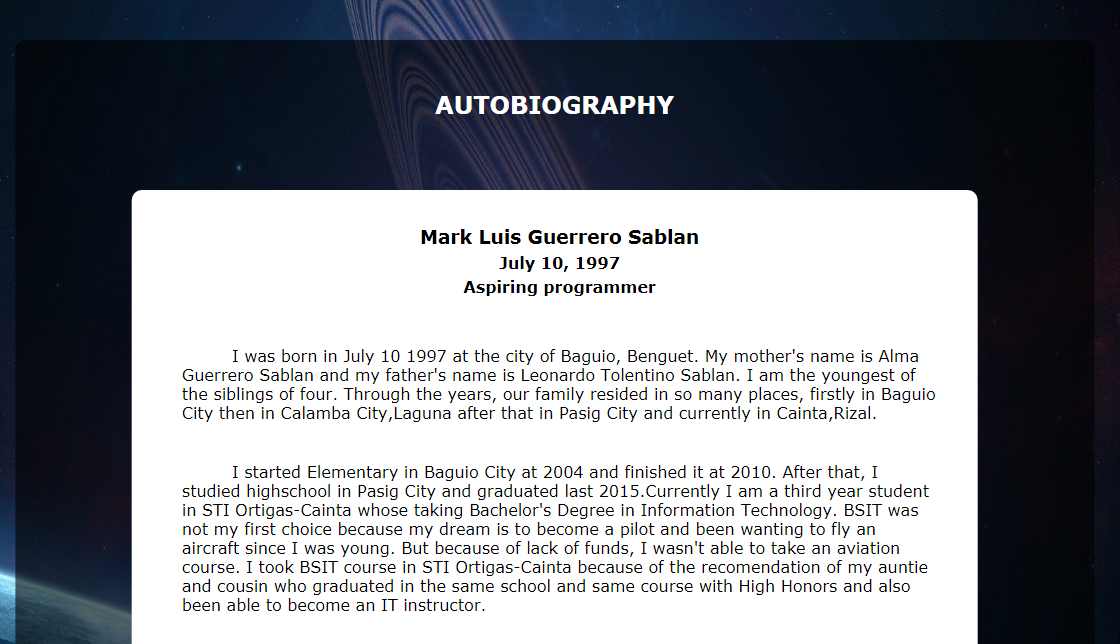 AUTOBIOGRAPHY
Mark Luis Guerrero Sablan
July 10, 1997
Aspiring programmer
I was born in July 10 1997 at the city of Baguio, Benguet. My mother's name is Alma
Guerrero Sablan and my father's name is Leonardo Tolentino Sablan. I am the youngest of
the siblings of four. Through the years, our family resided in so many places, firstly in Baguio
City then in Calamba City,Laguna after that in Pasig City and currently in Cainta,Rizal.
I started Elementary in Baguio City at 2004 and finished it at 2010. After that, I
studied highschool in Pasig City and graduated last 2015.Currently I am a third year student
in STI Ortigas-Cainta whose taking Bachelor's Degree in Information Technology. BSIT was
not my first choice because my dream is to become a pilot and been wanting to fly an
aircraft since I was young. But because of lack of funds, I wasn't able to take an aviation
course. I took BSIT course in STI Ortigas-Cainta because of the recomendation of my auntie
and cousin who graduated in the same school and same course with High Honors and also
been able to become an IT instructor.